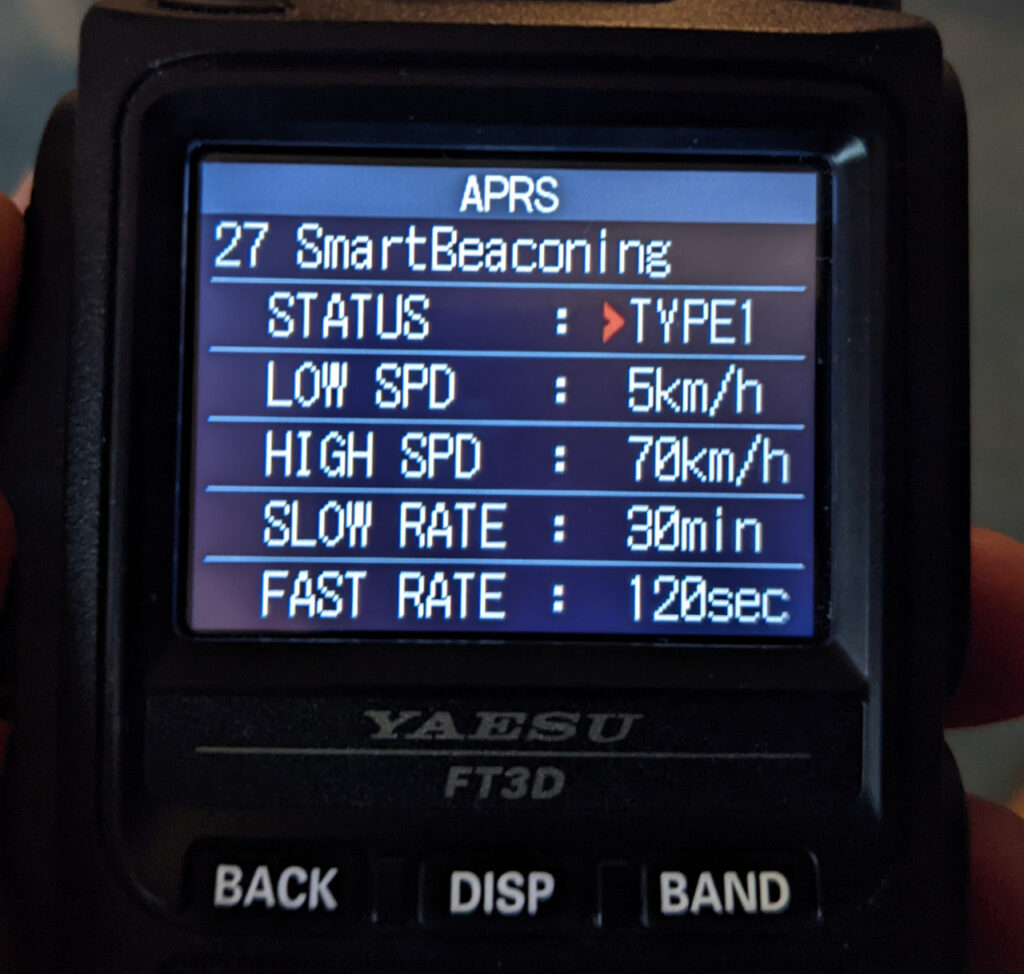 APRS
27 SmartBeaconing
STATUS : >TYPE1
LOW SPD : 5km/h
HIGH SPD : 70km/h
SLOW RATE : 30min
FAST RATE : 120sec
YAESU
FT3D
BACK DISP BAND